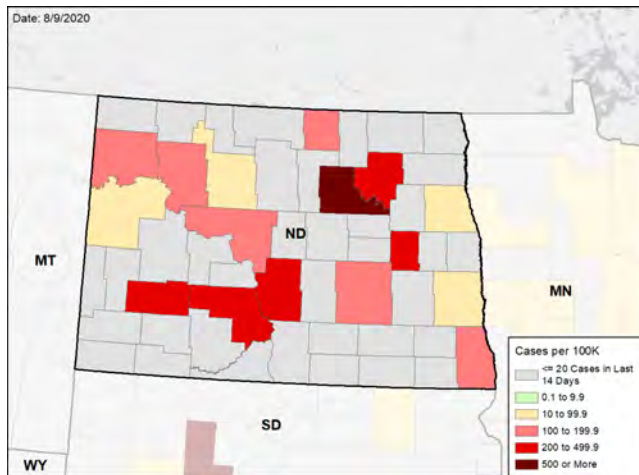 Date: 8/9/2020
ND
MT
MN
SD
WY
Cases per 100K
<= 20 Cases in Last
14 Days
0.1 to 9.9
10 to 99.9
100 to 199.9
200 to 499.9
500 or More